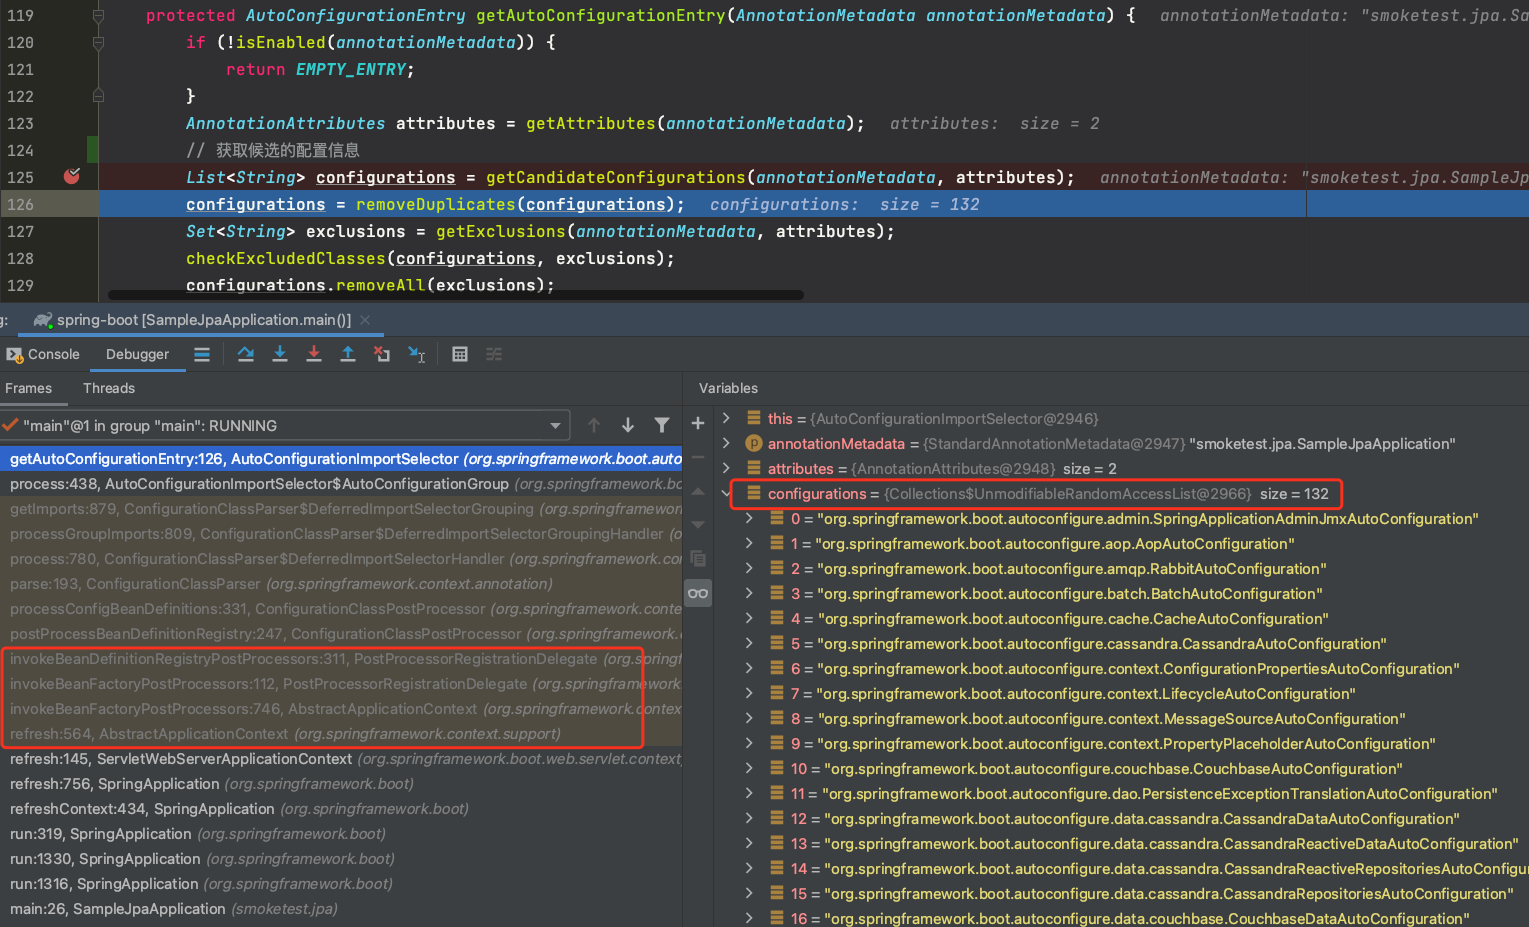 119 protected AutoConfigurationEntry getAutoConfigurationEntry(AnnotationMetadata annotationMetadata) { annotationMetadata: "smoketest.jpa.Sa
120 if (!isEnabled(annotationMetadata)) {
121 return EMPTY_ENTRY;
122 }
123 AnnotationAttributes attributes = getAttributes(annotationMetadata); attributes: size = 2
124 // 获取候选的配置信息
125 List<String> configurations = getCandidateConfigurations(annotationMetadata, attributes); annotationMetadata: "smoketest.jpa.SampleJp
126 configurations = removeDuplicates(configurations); configurations: size = 132
127 Set<String> exclusions = getExclusions(annotationMetadata, attributes);
128 checkExcludedClasses(configurations, exclusions);
129 configurations.removeAll(exclusions);
g: spring-boot [SampleJpaApplication.main()]
Console Debugger
Frames Threads
"main"@1 in group "main": RUNNING
getAutoConfigurationEntry:126, AutoConfigurationImportSelector (org.springframework.boot.auto
process:438, AutoConfigurationImportSelector$AutoConfigurationGroup (org.springframework.bo
getImports:879, ConfigurationClassParser$DeferredImportSelectorGrouping (org.springframework
processGroupImports:809, ConfigurationClassParser$DeferredImportSelectorGroupingHandler (o
process:780, ConfigurationClassParser$DeferredImportSelectorHandler (org.springframework.con
parse:193, ConfigurationClassParser (org.springframework.context.annotation)
processConfigBeanDefinitions:331, ConfigurationClassPostProcessor (org.springframework.conte
postProcessBeanDefinitionRegistry:247, ConfigurationClassPostProcessor (org.springframework.c
invokeBeanDefinitionRegistryPostProcessors:311, PostProcessorRegistrationDelegate (org.springf
invokeBeanFactoryPostProcessors:112, PostProcessorRegistrationDelegate (org.springframework.
invokeBeanFactoryPostProcessors:746, AbstractApplicationContext (org.springframework.contex
refresh:564, AbstractApplicationContext (org.springframework.context.support)
refresh:145, ServletWebServerApplicationContext (org.springframework.boot.web.servlet.context
refresh:756, SpringApplication (org.springframework.boot)
refreshContext:434, SpringApplication (org.springframework.boot)
run:319, SpringApplication (org.springframework.boot)
run:1330, SpringApplication (org.springframework.boot)
run:1316, SpringApplication (org.springframework.boot)
main:26, SampleJpaApplication (smoketest.jpa)
Variables
this = {AutoConfigurationImportSelector@2946}
p annotationMetadata = {StandardAnnotationMetadata@2947} "smoketest.jpa.SampleJpaApplication"
attributes = {AnnotationAttributes@2948} size = 2
configurations = {Collections$UnmodifiableRandomAccessList@2966} size = 132
0 = "org.springframework.boot.autoconfigure.admin.SpringApplicationAdminJmxAutoConfiguration"
1 = "org.springframework.boot.autoconfigure.aop.AopAutoConfiguration"
2 = "org.springframework.boot.autoconfigure.amqp.RabbitAutoConfiguration"
3 = "org.springframework.boot.autoconfigure.batch.BatchAutoConfiguration"
4 = "org.springframework.boot.autoconfigure.cache.CacheAutoConfiguration"
5 = "org.springframework.boot.autoconfigure.cassandra.CassandraAutoConfiguration"
6 = "org.springframework.boot.autoconfigure.context.ConfigurationPropertiesAutoConfiguration"
7 = "org.springframework.boot.autoconfigure.context.LifecycleAutoConfiguration"
8 = "org.springframework.boot.autoconfigure.context.MessageSourceAutoConfiguration"
9 = "org.springframework.boot.autoconfigure.context.PropertyPlaceholderAutoConfiguration"
10 = "org.springframework.boot.autoconfigure.couchbase.CouchbaseAutoConfiguration"
11 = "org.springframework.boot.autoconfigure.dao.PersistenceExceptionTranslationAutoConfiguration"
12 = "org.springframework.boot.autoconfigure.data.cassandra.CassandraDataAutoConfiguration"
13 = "org.springframework.boot.autoconfigure.data.cassandra.CassandraReactiveDataAutoConfiguration"
14 = "org.springframework.boot.autoconfigure.data.cassandra.CassandraReactiveRepositoriesAutoConfigur
15 = "org.springframework.boot.autoconfigure.data.cassandra.CassandraRepositoriesAutoConfiguration"
16 = "org.springframework.boot.autoconfigure.data.couchbase.CouchbaseDataAutoConfiguration"